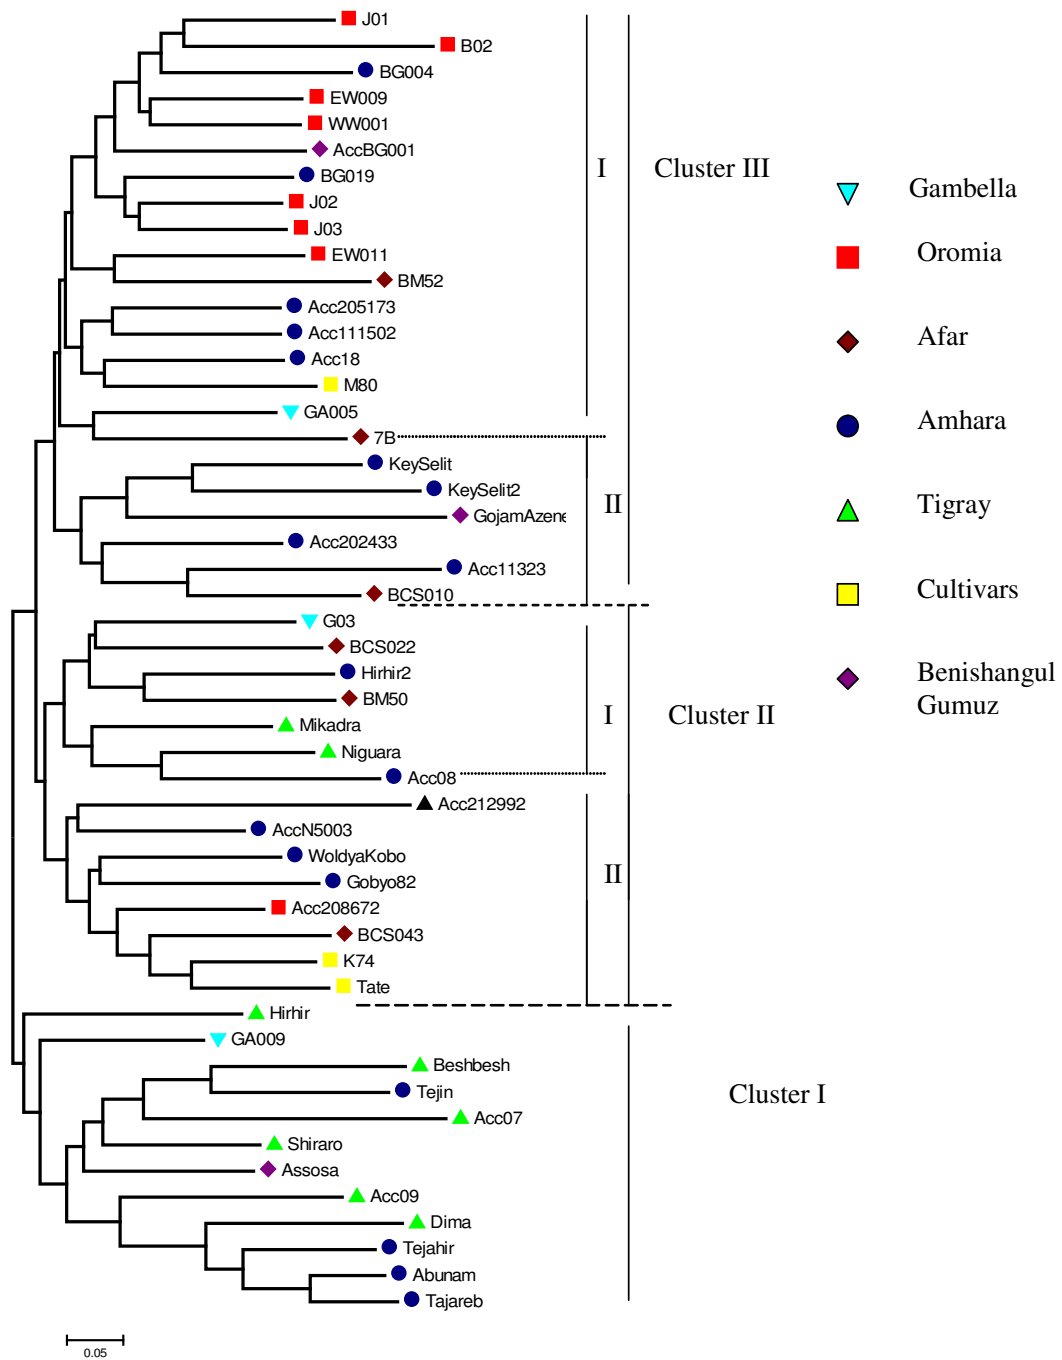 J01
B02
BG004
EW009
WW001
AccBG001
BG019
J02
J03
EW011
BM52
Acc205173
Acc111502
Acc18
M80
GA005
7B
KeySelit
KeySelit2
GojamAzene
Acc202433
Acc11323
BCS010
G03
BCS022
Hirhir2
BM50
Mikadra
Niguara
Acc08
Acc212992
AccN5003
WoldyaKobo
Gobyo82
Acc208672
BCS043
K74
Tate
Hirhir
GA009
Beshbesh
Tejin
Acc07
Shiraro
Assosa
Acc09
Dima
Tejahir
Abunam
Tajareb
0.05
I
Cluster III
II
I
Cluster II
II
Cluster I
Gambella
Oromia
Afar
Amhara
Tigray
Cultivars
Benishangul
Gumuz